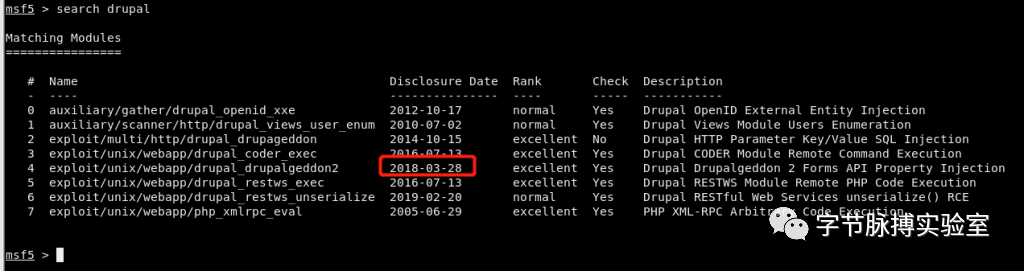 msf5 > search drupal
Matching Modules
================
# Name Disclosure Date Rank Check Description
- ---- --------------- ---- ----- -----------
0 auxiliary/gather/drupal_openid_xxe 2012-10-17 normal Yes Drupal OpenID External Entity Injection
1 auxiliary/scanner/http/drupal_views_user_enum 2010-07-02 normal Yes Drupal Views Module Users Enumeration
2 exploit/multi/http/drupal_drupageddon 2014-10-15 excellent No Drupal HTTP Parameter Key/Value SQL Injection
3 exploit/unix/webapp/drupal_coder_exec 2016-07-13 excellent Yes Drupal CODER Module Remote Command Execution
4 exploit/unix/webapp/drupal_drupalgeddon2 2018-03-28 excellent Yes Drupal Drupalgeddon 2 Forms API Property Injection
5 exploit/unix/webapp/drupal_restws_exec 2016-07-13 excellent Yes Drupal RESTWS Module Remote PHP Code Execution
6 exploit/unix/webapp/drupal_restws_unserialize 2019-02-20 normal Yes Drupal RESTful Web Services unserialize() RCE
7 exploit/unix/webapp/php_xmlrpc_eval 2005-06-29 excellent Yes PHP XML-RPC Arbitrary Code Execution
字节脉搏实验室
msf5 >